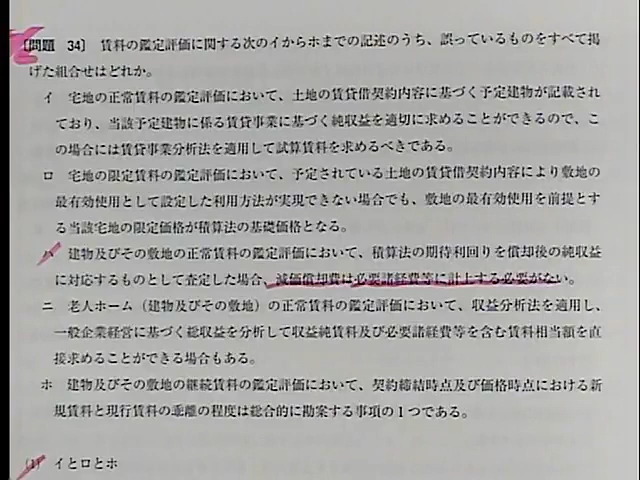 〔問題 34〕 賃料の鑑定評価に関する次のイからホまでの記述のうち、誤っているものをすべて掲
げた組合せはどれか。
イ 宅地の正常賃料の鑑定評価において、土地の賃貸借契約内容に基づく予定建物が記載され
ており、当該予定建物に係る賃貸事業に基づく純収益を適切に求めることができるので、こ
の場合には賃貸事業分析法を適用して試算賃料を求めるべきである。
ロ 宅地の限定賃料の鑑定評価において、予定されている土地の賃貸借契約内容により敷地の
最有効使用として設定した利用方法が実現できない場合でも、敷地の最有効使用を前提とす
る当該宅地の限定価格が積算法の基礎価格となる。
ハ 建物及びその敷地の正常賃料の鑑定評価において、積算法の期待利回りを償却後の純収益
に対応するものとして査定した場合、減価償却費は必要諸経費等に計上する必要がない。
ニ 老人ホーム（建物及びその敷地）の正常賃料の鑑定評価において、収益分析法を適用し、
一般企業経営に基づく総収益を分析して収益純賃料及び必要諸経費等を含む賃料相当額を直
接求めることができる場合もある。
ホ 建物及びその敷地の継続賃料の鑑定評価において、契約締結時点及び価格時点における新
規賃料と現行賃料の乖離の程度は総合的に勘案する事項の１つである。
(1) イとロとホ